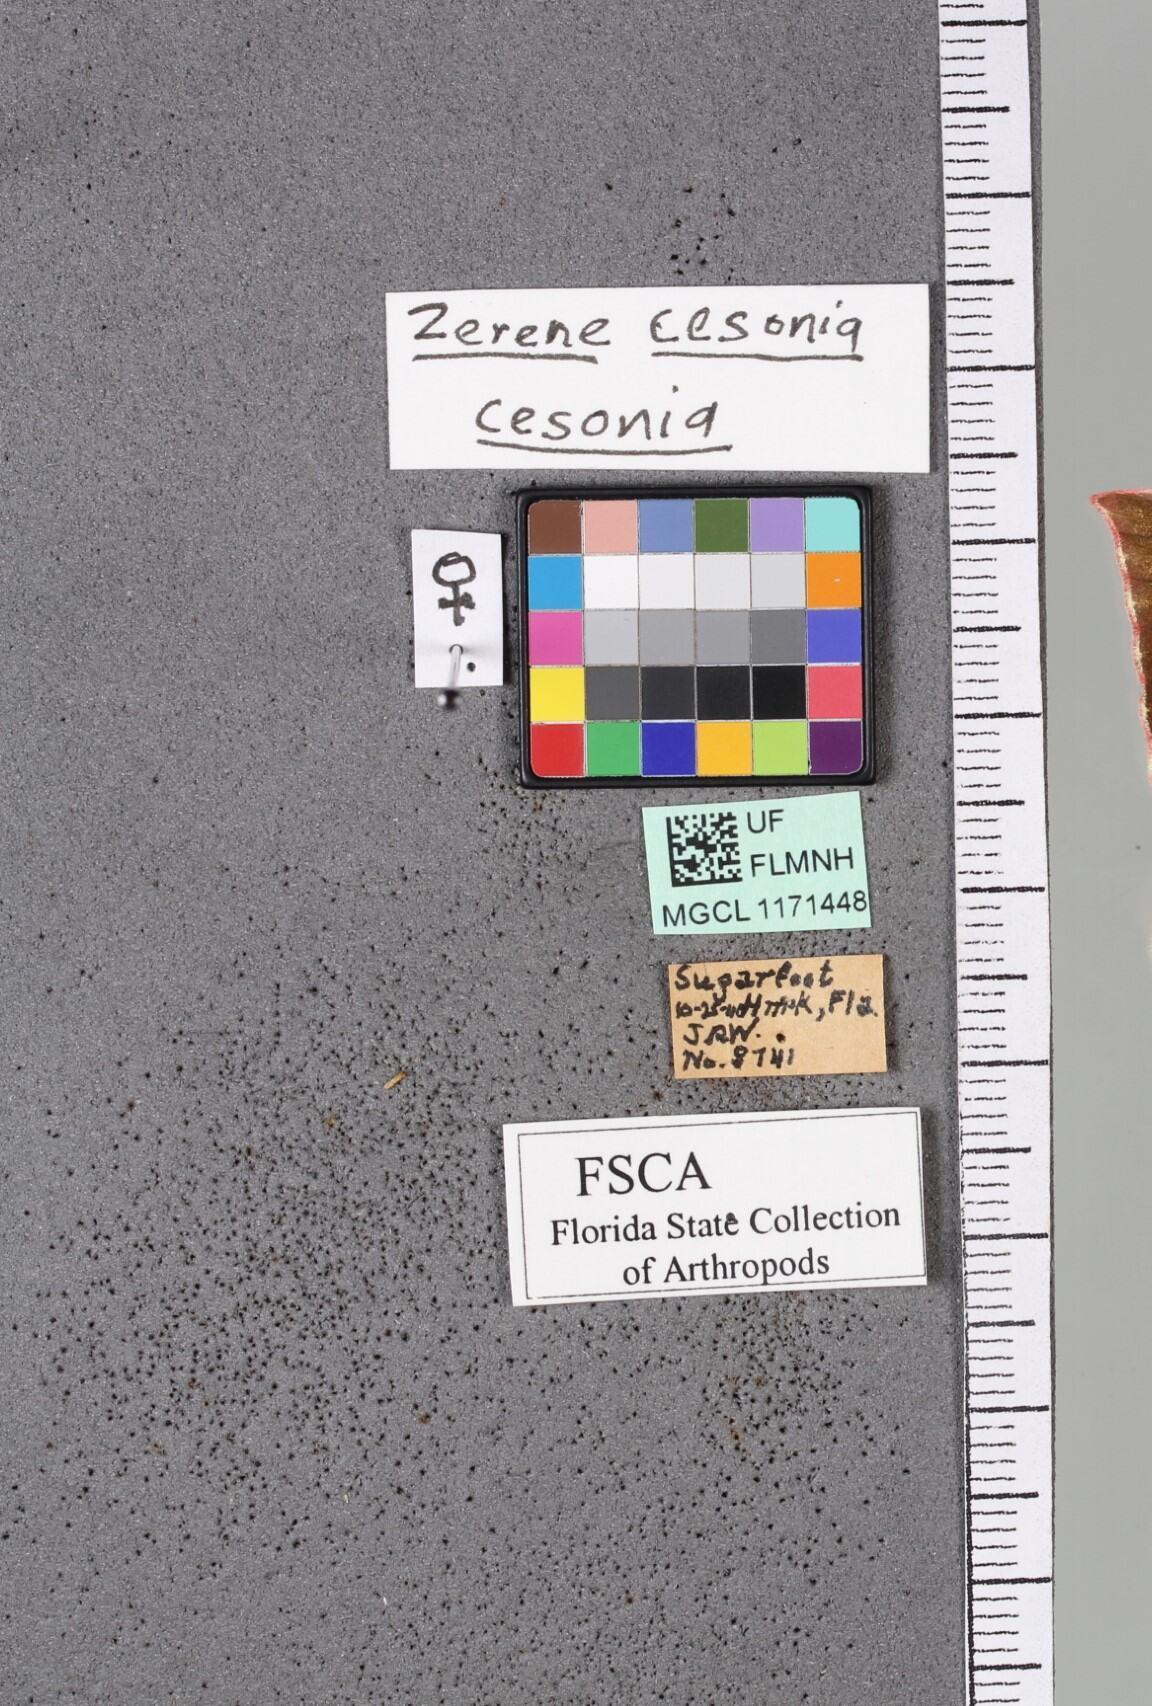 Zerene cesonia
cesonia
♀
UF
FLMNH
MGCL 1171448
Sugarfoot
Fla.
JRW.
No. 8741
FSCA
Florida State Collection
of Arthropods